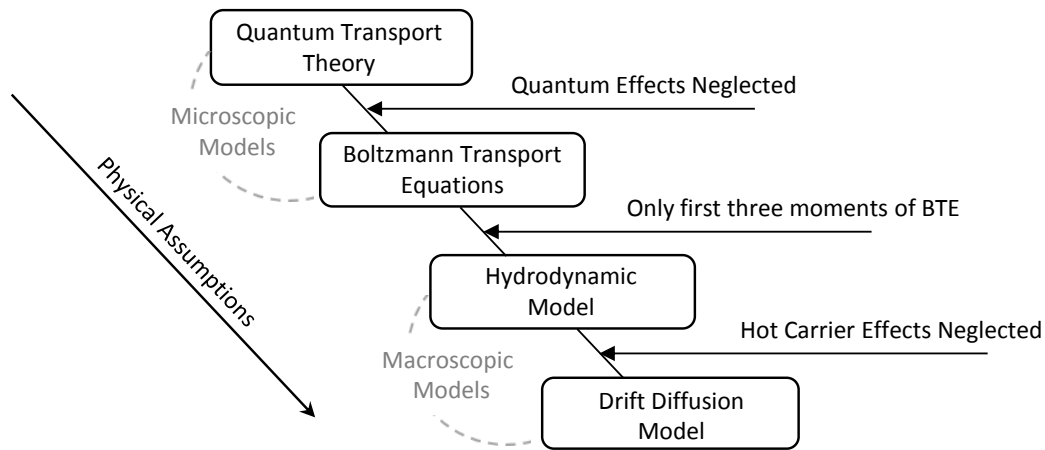 Quantum Transport
Theory
Quantum Effects Neglected
Microscopic
Models
Boltzmann Transport
Equations
Physical Assumptions
Only first three moments of BTE
Hydrodynamic
Model
Hot Carrier Effects Neglected
Macroscopic
Models
Drift Diffusion
Model